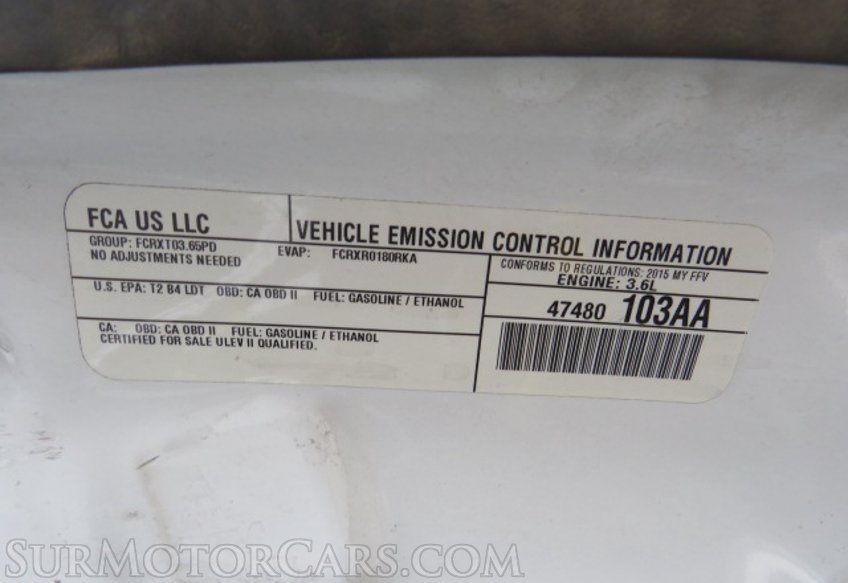 FCA US LLC
VEHICLE EMISSION CONTROL INFORMATION
GROUP: FCRXT03.65PD EVAP: FCRXR0180RKA
NO ADJUSTMENTS NEEDED
CONFORMS TO REGULATIONS: 2015 MY FFV
ENGINE: 3.6L
U.S. EPA: T2 B4 LDT OBD: CA OBD II FUEL: GASOLINE / ETHANOL
47480 103AA
CA: OBD: CA OBD II FUEL: GASOLINE / ETHANOL
CERTIFIED FOR SALE ULEV II QUALIFIED.
SURMOTORCARS.COM